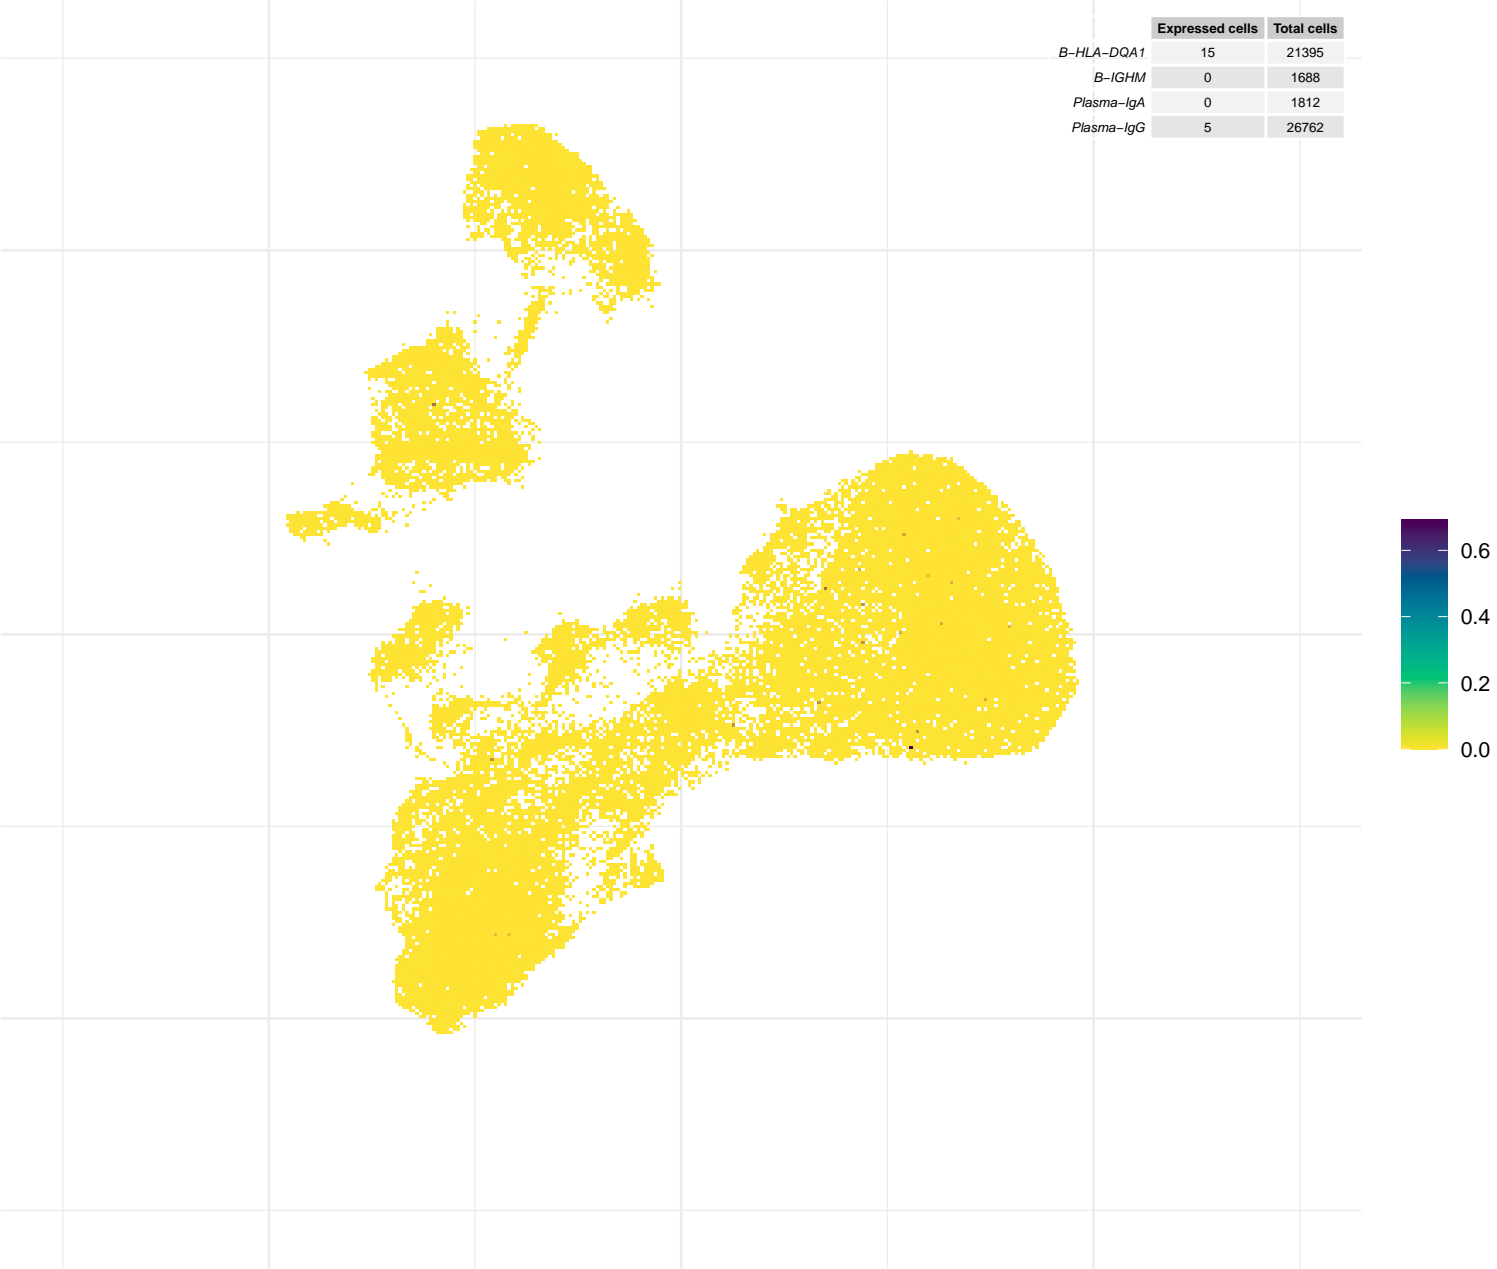 Expressed cells Total cells
B−HLA−DQA1 15 21395
B−IGHM 0 1688
Plasma−IgA 0 1812
Plasma−IgG 5 26762
0.6
0.4
0.2
0.0